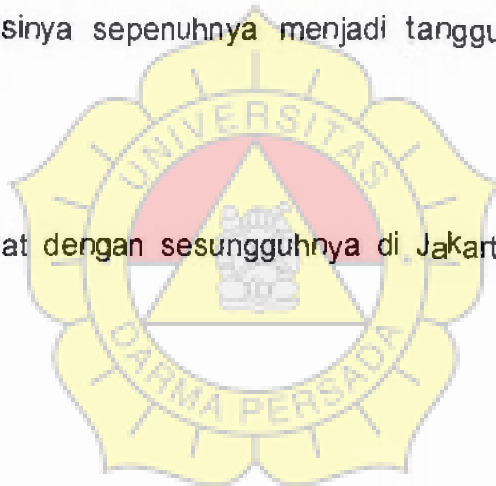 sinya sepenuhnya menjadi tanggu
UNIVERSITAS
at dengan sesungguhnya di Jakart
DARMA PERSADA